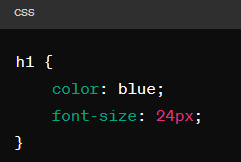 CSS
h1 {
    color: blue;
    font-size: 24px;
}